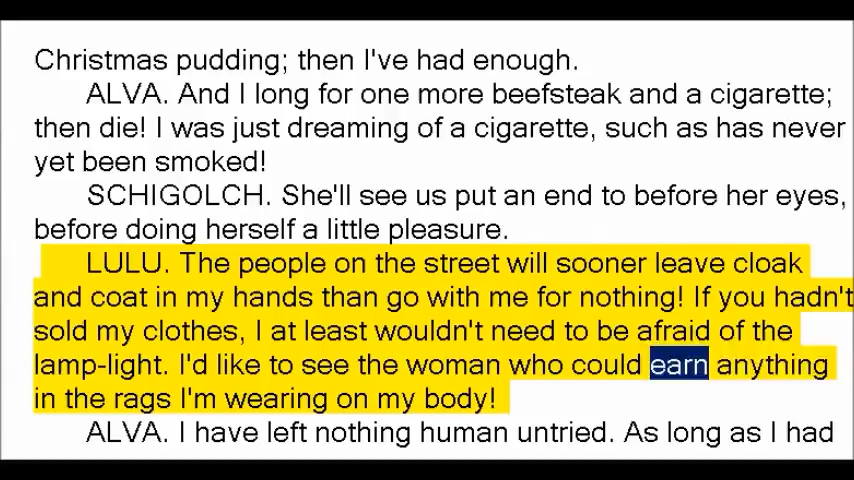 Christmas pudding; then I've had enough.
ALVA. And I long for one more beefsteak and a cigarette;
then die! I was just dreaming of a cigarette, such as has never
yet been smoked!
SCHIGOLCH. She'll see us put an end to before her eyes,
before doing herself a little pleasure.
LULU. The people on the street will sooner leave cloak
and coat in my hands than go with me for nothing! If you hadn't
sold my clothes, I at least wouldn't need to be afraid of the
lamp-light. I'd like to see the woman who could earn anything
in the rags I'm wearing on my body!
ALVA. I have left nothing human untried. As long as I had